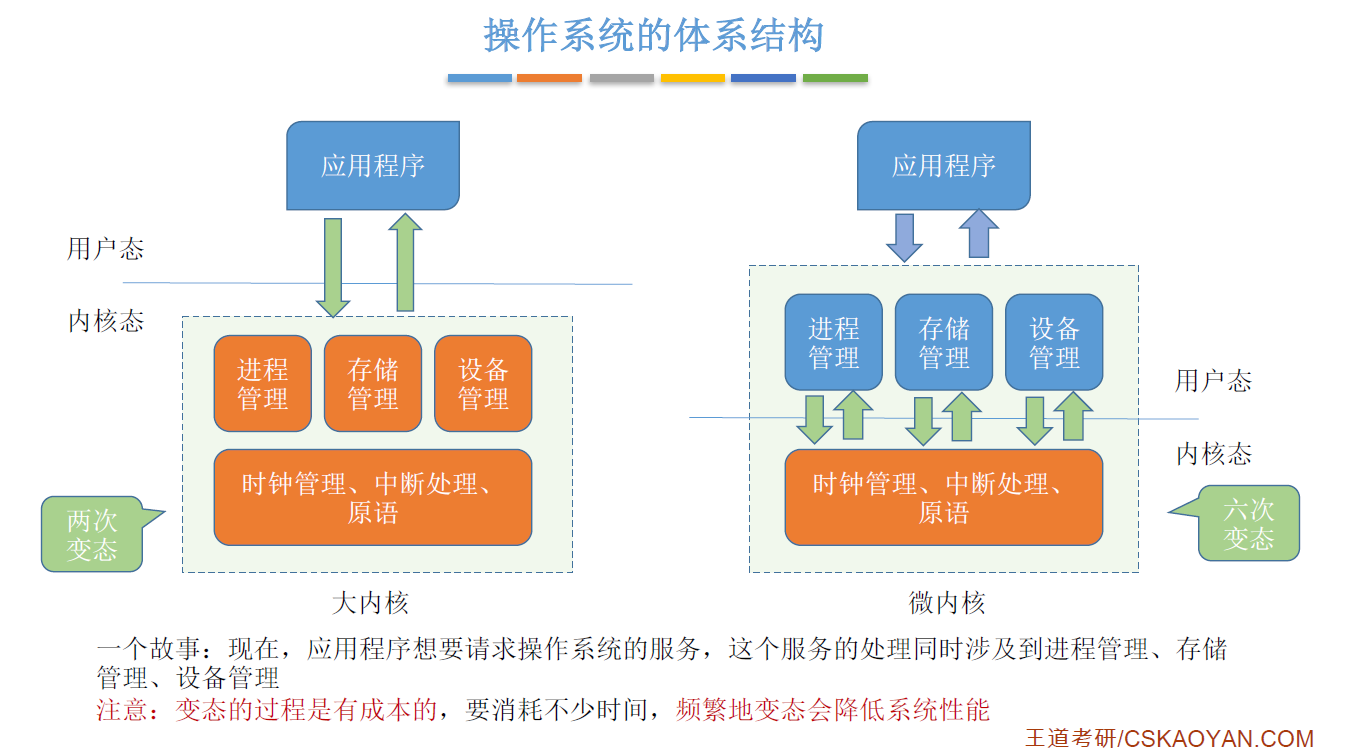 操作系统的体系结构
应用程序
用户态
内核态
进程
管理
存储
管理
设备
管理
时钟管理、中断处理、
原语
两次
变态
大内核
应用程序
进程
管理
存储
管理
设备
管理
用户态
内核态
时钟管理、中断处理、
原语
六次
变态
微内核
一个故事：现在，应用程序想要请求操作系统的服务，这个服务的处理同时涉及到进程管理、存储
管理、设备管理
注意：变态的过程是有成本的，要消耗不少时间，频繁地变态会降低系统性能
王道考研/CSKAOYAN.COM